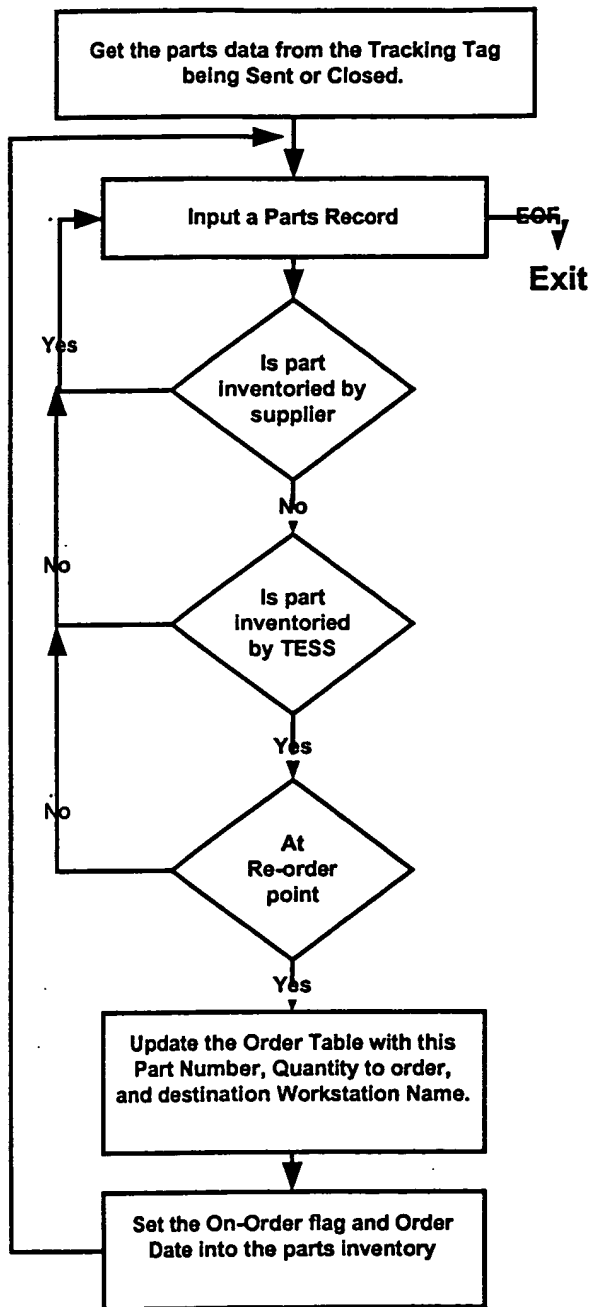 Get the parts data from the Tracking Tag
being Sent or Closed.
Input a Parts Record
EOF
Exit
Is part
inventoried by
supplier
Yes
No
Is part
inventoried
by TESS
No
Yes
At
Re-order
point
No
Yes
Update the Order Table with this
Part Number, Quantity to order,
and destination Workstation Name.
Set the On-Order flag and Order
Date into the parts inventory